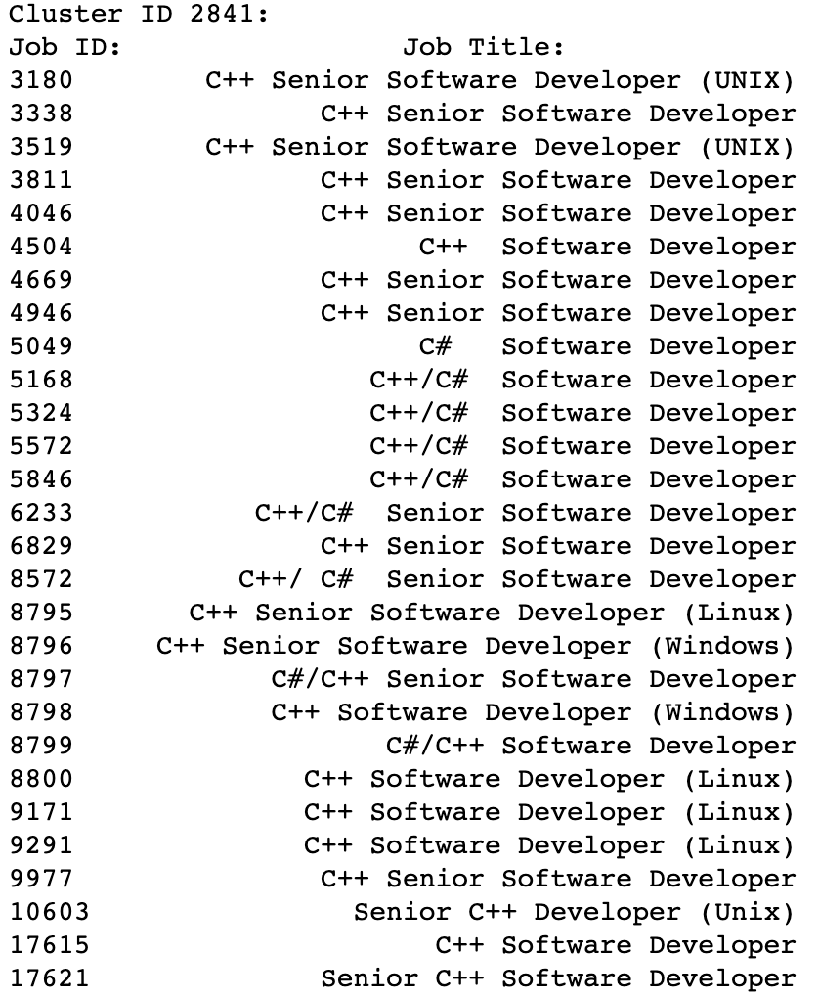 Cluster ID 2841:
Job ID: Job Title:
3180 C++ Senior Software Developer (UNIX)
3338 C++ Senior Software Developer
3519 C++ Senior Software Developer (UNIX)
3811 C++ Senior Software Developer
4046 C++ Senior Software Developer
4504 C++  Software Developer
4669 C++ Senior Software Developer
4946 C++ Senior Software Developer
5049 C#   Software Developer
5168 C++/C#  Software Developer
5324 C++/C#  Software Developer
5572 C++/C#  Software Developer
5846 C++/C#  Software Developer
6233 C++/C#  Senior Software Developer
6829 C++ Senior Software Developer
8572 C++/ C#  Senior Software Developer
8795 C++ Senior Software Developer (Linux)
8796 C++ Senior Software Developer (Windows)
8797 C#/C++ Senior Software Developer
8798 C++ Software Developer (Windows)
8799 C#/C++ Software Developer
8800 C++ Software Developer (Linux)
9171 C++ Software Developer (Linux)
9291 C++ Software Developer (Linux)
9977 C++ Senior Software Developer
10603 Senior C++ Developer (Unix)
17615 C++ Software Developer
17621 Senior C++ Software Developer